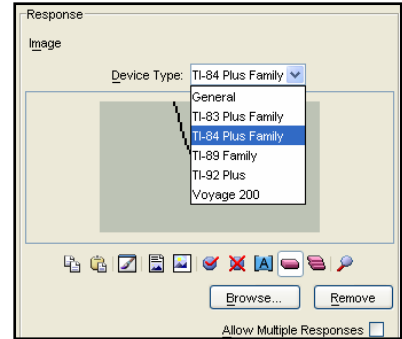 Response
Image
Device Type: TI-84 Plus Family
General
TI-83 Plus Family
TI-84 Plus Family
TI-89 Family
TI-92 Plus
Voyage 200
[A]
Browse... Remove
Allow Multiple Responses